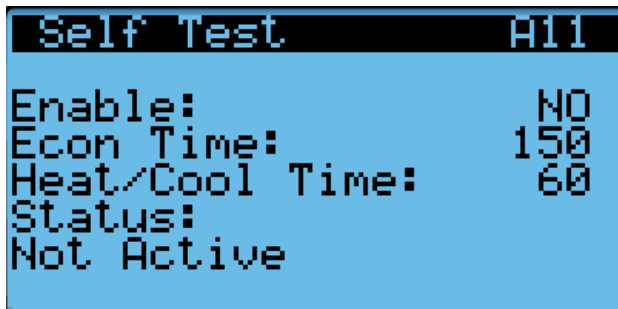 Self Test A11
Enable: NO
Econ Time: 150
Heat/Cool Time: 60
Status:
Not Active